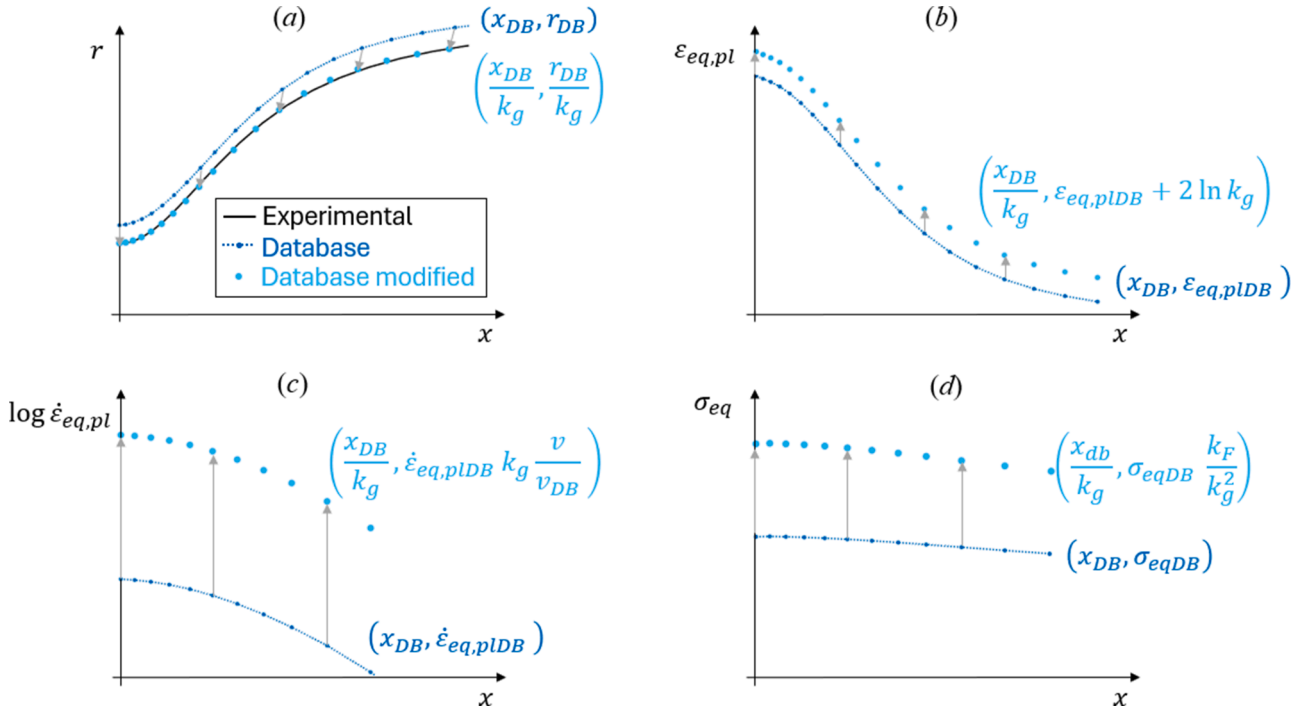 (a)
r
(x_DB, r_DB)
(x_DB/k_g, r_DB/k_g)
Experimental
Database
Database modified
x
(b)
ε_eq,pl
(x_DB/k_g, ε_eq,plDB + 2 ln k_g)
(x_DB, ε_eq,plDB)
x
(c)
log ε̇_eq,pl
(x_DB/k_g, ε̇_eq,plDB k_g v/v_DB)
(x_DB, ε̇_eq,plDB)
x
(d)
σ_eq
(x_db/k_g, σ_eqDB k_F/k_g²)
(x_DB, σ_eqDB)
x